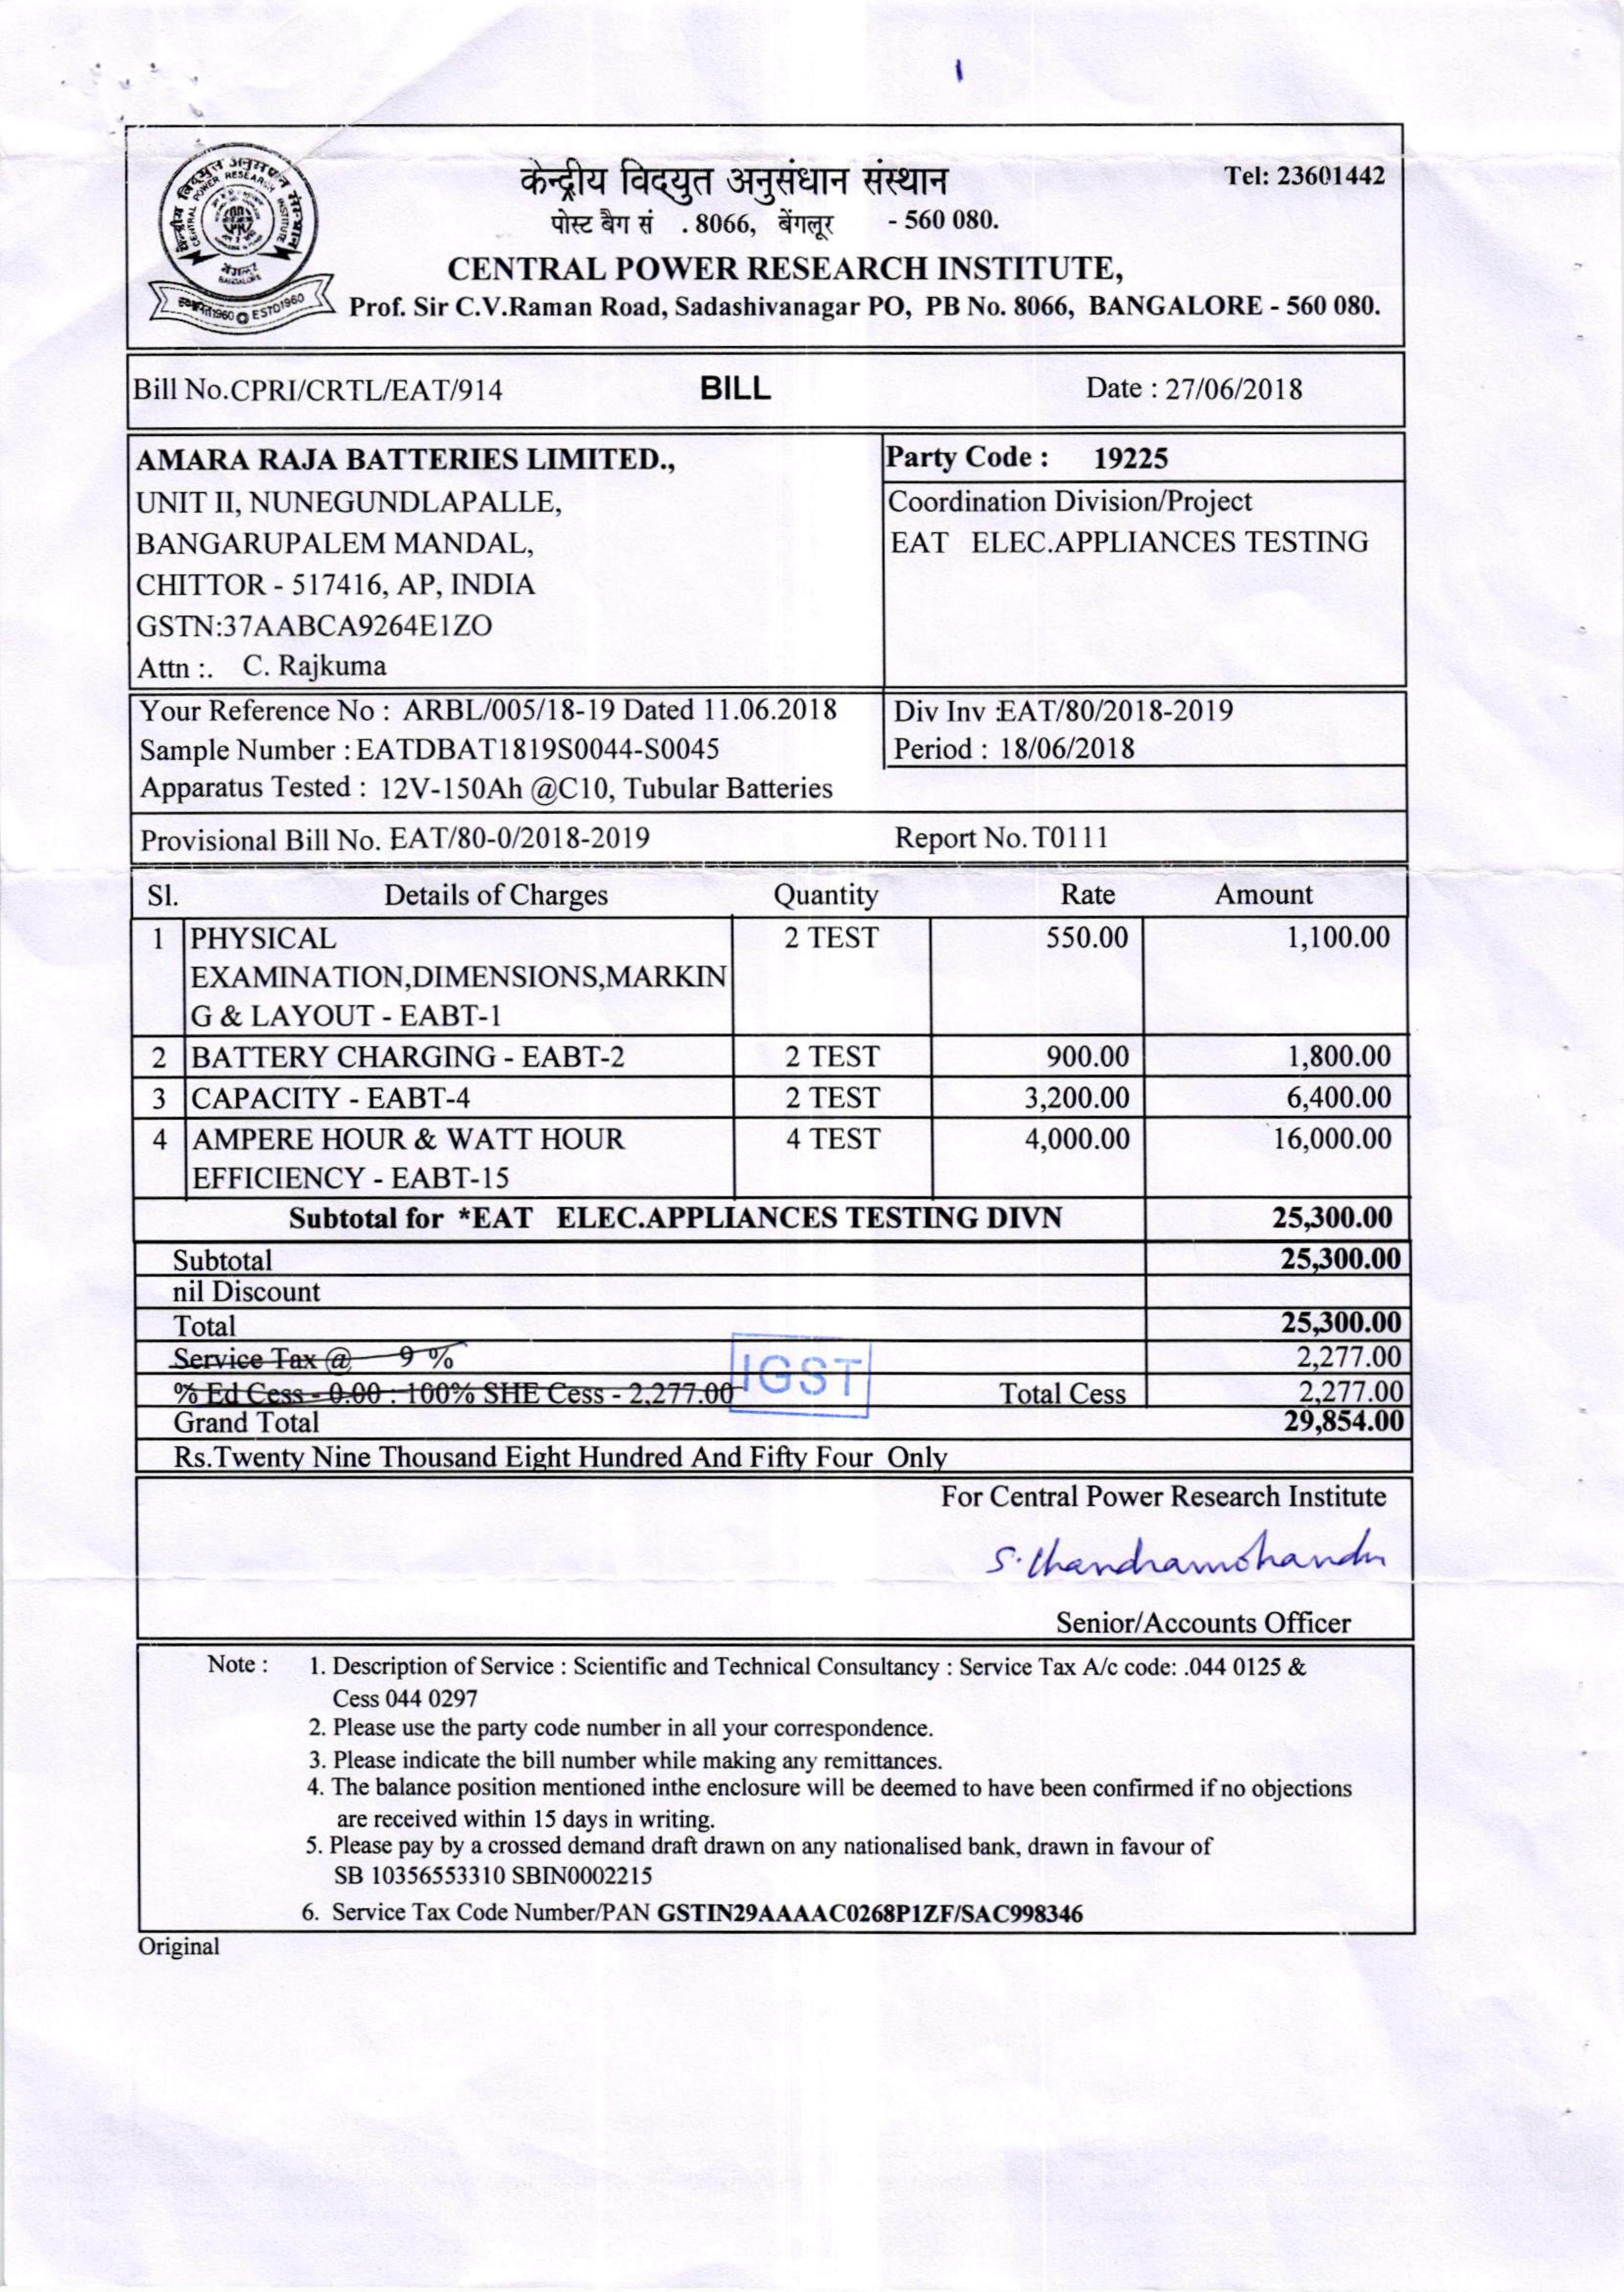 केन्द्रीय विद्युत अनुसंधान संस्थान
Tel: 23601442
पोस्ट बैग सं . 8066, बेंगलूर - 560 080.
CENTRAL POWER RESEARCH INSTITUTE,
Prof. Sir C.V.Raman Road, Sadashivanagar PO, PB No. 8066, BANGALORE - 560 080.
CENTRAL POWER RESEARCH INSTITUTE
BANGALORE
1960 ESTD1960
Bill No.CPRI/CRTL/EAT/914 BILL Date : 27/06/2018
AMARA RAJA BATTERIES LIMITED.,
UNIT II, NUNEGUNDLAPALLE,
BANGARUPALEM MANDAL,
CHITTOR - 517416, AP, INDIA
GSTN:37AABCA9264E1ZO
Attn :. C. Rajkuma
Party Code : 19225
Coordination Division/Project
EAT ELEC.APPLIANCES TESTING
Your Reference No : ARBL/005/18-19 Dated 11.06.2018
Sample Number : EATDBAT1819S0044-S0045
Apparatus Tested : 12V-150Ah @C10, Tubular Batteries
Div Inv :EAT/80/2018-2019
Period : 18/06/2018
Provisional Bill No. EAT/80-0/2018-2019 Report No. T0111
Sl. Details of Charges Quantity Rate Amount
1 PHYSICAL 2 TEST 550.00 1,100.00
EXAMINATION,DIMENSIONS,MARKIN
G & LAYOUT - EABT-1
2 BATTERY CHARGING - EABT-2 2 TEST 900.00 1,800.00
3 CAPACITY - EABT-4 2 TEST 3,200.00 6,400.00
4 AMPERE HOUR & WATT HOUR 4 TEST 4,000.00 16,000.00
EFFICIENCY - EABT-15
Subtotal for *EAT ELEC.APPLIANCES TESTING DIVN 25,300.00
Subtotal 25,300.00
nil Discount
Total 25,300.00
Service Tax @ 9 % 2,277.00
IGST
% Ed Cess - 0.00 : 100% SHE Cess - 2,277.00 Total Cess 2,277.00
Grand Total 29,854.00
Rs.Twenty Nine Thousand Eight Hundred And Fifty Four Only
For Central Power Research Institute
Senior/Accounts Officer
Note : 1. Description of Service : Scientific and Technical Consultancy : Service Tax A/c code: .044 0125 &
Cess 044 0297
2. Please use the party code number in all your correspondence.
3. Please indicate the bill number while making any remittances.
4. The balance position mentioned inthe enclosure will be deemed to have been confirmed if no objections
are received within 15 days in writing.
5. Please pay by a crossed demand draft drawn on any nationalised bank, drawn in favour of
SB 10356553310 SBIN0002215
6. Service Tax Code Number/PAN GSTIN29AAAAC0268P1ZF/SAC998346
Original